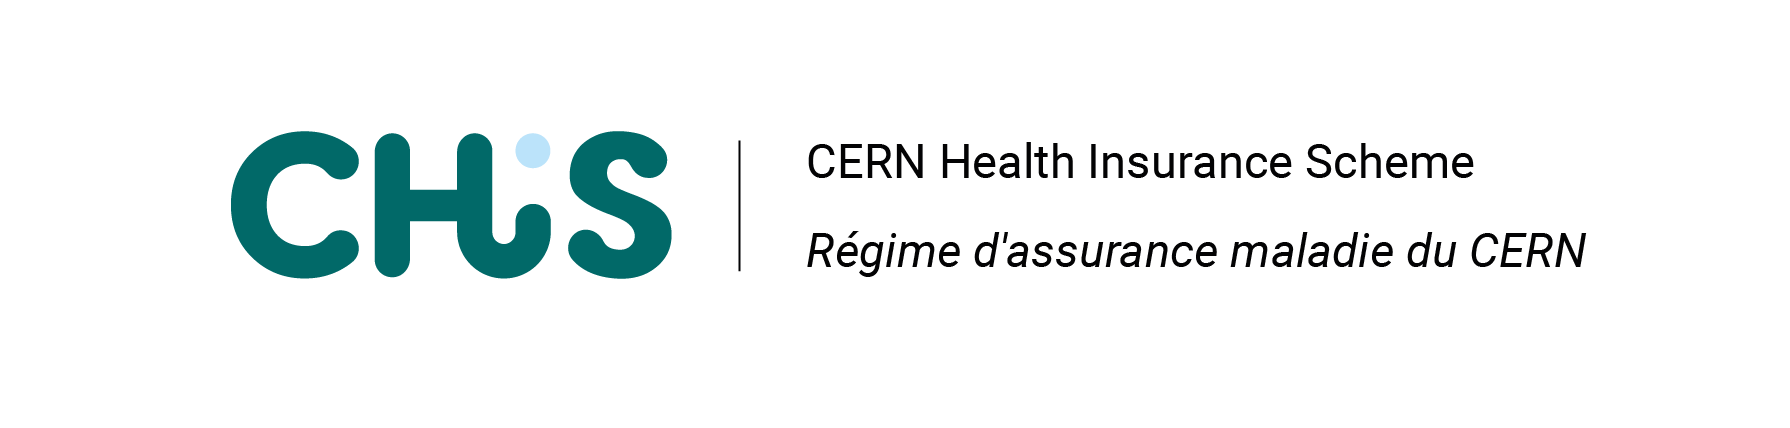 CHiS
CERN Health Insurance Scheme
Régime d'assurance maladie du CERN